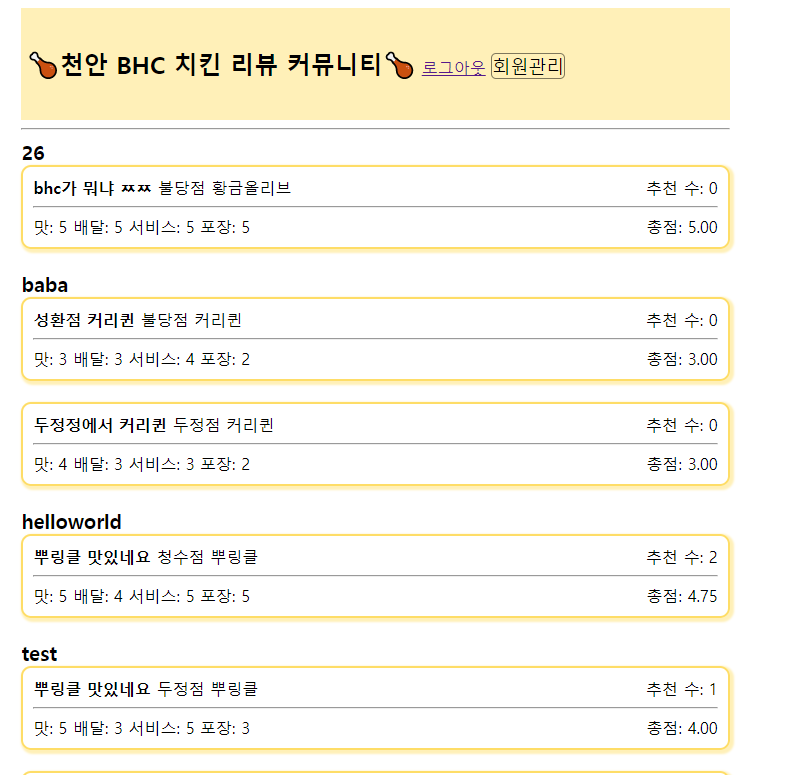 천안 BHC 치킨 리뷰 커뮤니티 로그아웃 회원관리
26
bhc가 뭐냐 ㅉㅉ 불당점 황금올리브 추천 수: 0
맛: 5 배달: 5 서비스: 5 포장: 5 총점: 5.00
baba
성환점 커리퀸 불당점 커리퀸 추천 수: 0
맛: 3 배달: 3 서비스: 4 포장: 2 총점: 3.00
두정정에서 커리퀸 두정점 커리퀸 추천 수: 0
맛: 4 배달: 3 서비스: 3 포장: 2 총점: 3.00
helloworld
뿌링클 맛있네요 청수점 뿌링클 추천 수: 2
맛: 5 배달: 4 서비스: 5 포장: 5 총점: 4.75
test
뿌링클 맛있네요 두정점 뿌링클 추천 수: 1
맛: 5 배달: 3 서비스: 5 포장: 3 총점: 4.00